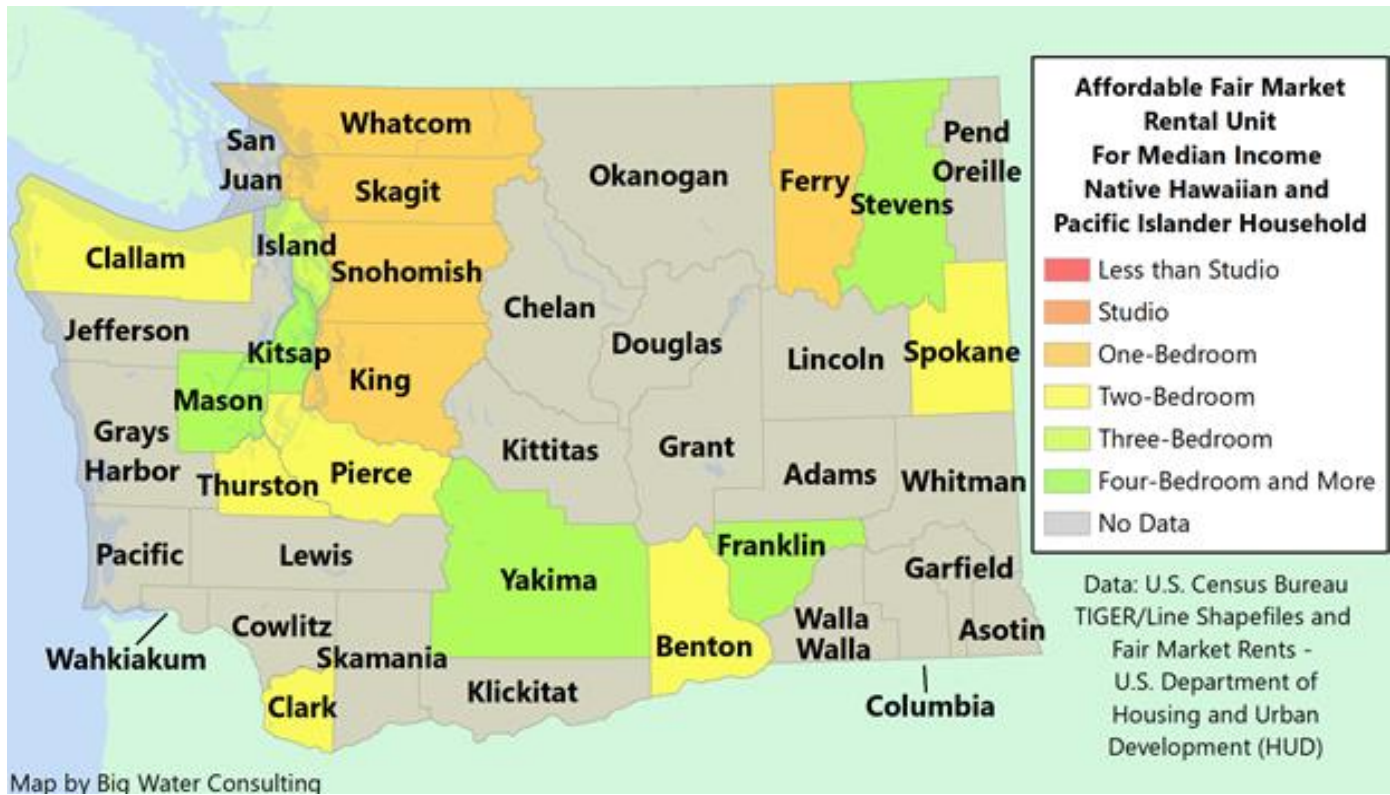 Whatcom
San
Juan
Skagit
Okanogan
Ferry
Stevens
Pend
Oreille
Clallam
Island
Snohomish
Chelan
Jefferson
Kitsap
Douglas
Lincoln
Spokane
King
Mason
Grays
Harbor
Kittitas
Grant
Adams
Whitman
Thurston
Pierce
Pacific
Lewis
Yakima
Franklin
Garfield
Wahkiakum
Cowlitz
Skamania
Benton
Walla
Walla
Asotin
Clark
Klickitat
Columbia
Affordable Fair Market
Rental Unit
For Median Income
Native Hawaiian and
Pacific Islander Household
Less than Studio
Studio
One-Bedroom
Two-Bedroom
Three-Bedroom
Four-Bedroom and More
No Data
Data: U.S. Census Bureau
TIGER/Line Shapefiles and
Fair Market Rents -
U.S. Department of
Housing and Urban
Development (HUD)
Map by Big Water Consulting